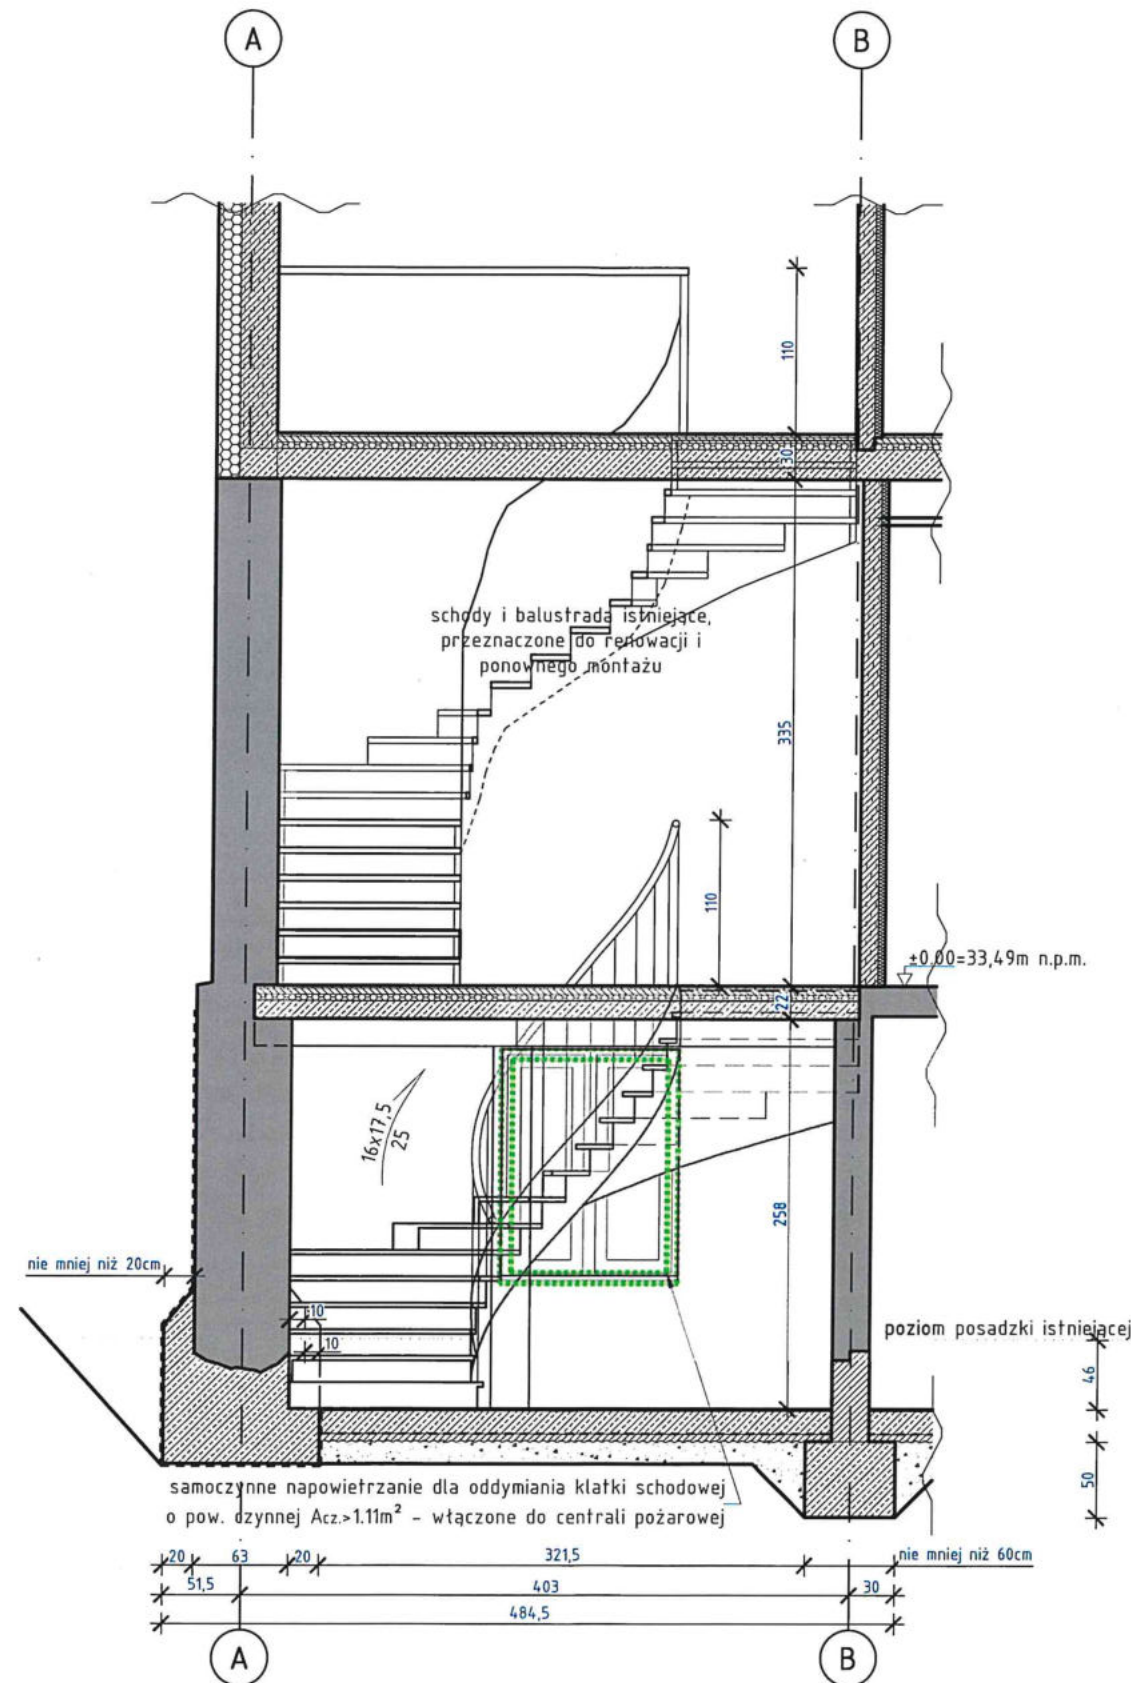 A
B
110
30
schody i balustrada istniejące,
przeznaczone do renowacji i
ponownego montażu
335
110
±0.00=33,49m n.p.m.
22
16x17,5
25
258
nie mniej niż 20cm
10
10
poziom posadzki istniejącej
46
50
samoczynne napowietrzanie dla oddymiania klatki schodowej
o pow. czynnej Acz.>1.11m² - włączone do centrali pożarowej
20 63 20 321,5 nie mniej niż 60cm
51,5 403 30
484,5
A
B